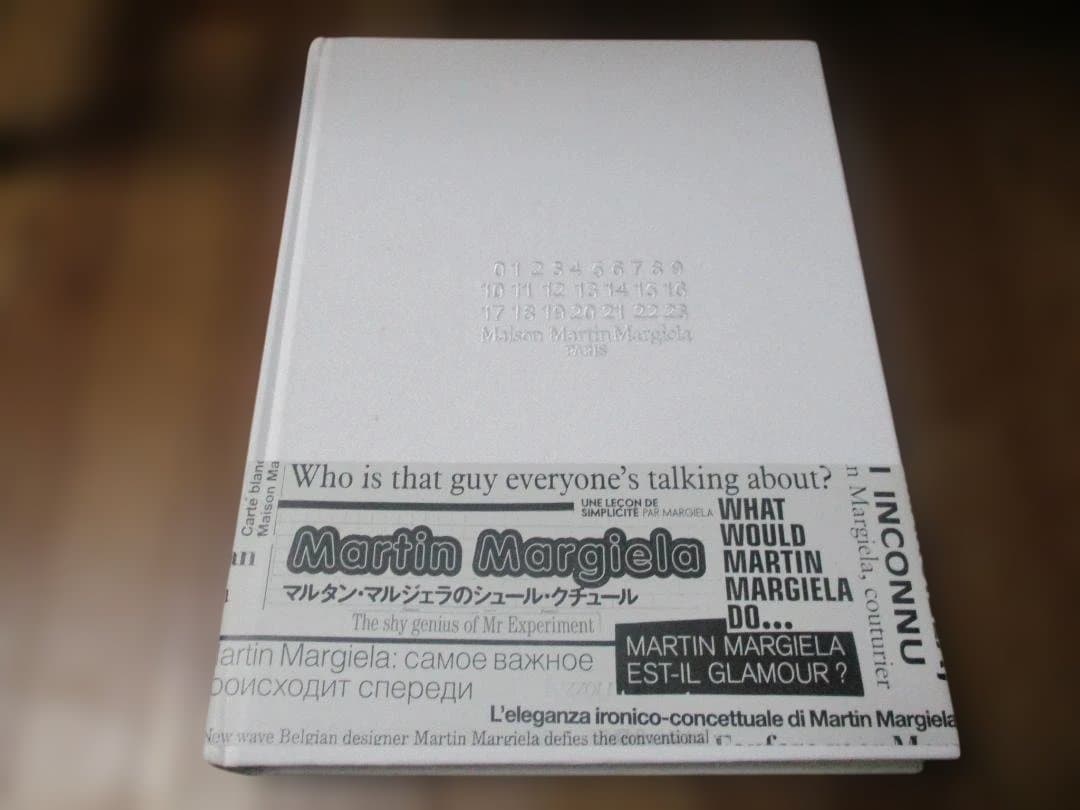 0 1 2 3 4 5 6 7 8 9
10 11 12 13 14 15 16
17 18 19 20 21 22 23
Maison Martin Margiela
PARIS
Carte blanc
Maison Ma
Who is that guy everyone's talking about?
UNE LEÇON DE
SIMPLICITÉ PAR MARGIELA
WHAT
WOULD
MARTIN
MARGIELA
DO...
Martin Margiela
マルタン・マルジェラのシュール・クチュール
The shy genius of Mr Experiment
MARTIN MARGIELA
EST-IL GLAMOUR ?
artin Margiela: самое важное
роисходит спереди
L'eleganza ironico-concettuale di Martin Margiela
New wave Belgian designer Martin Margiela defies the conventional
INCONNU
n Margiela, couturier